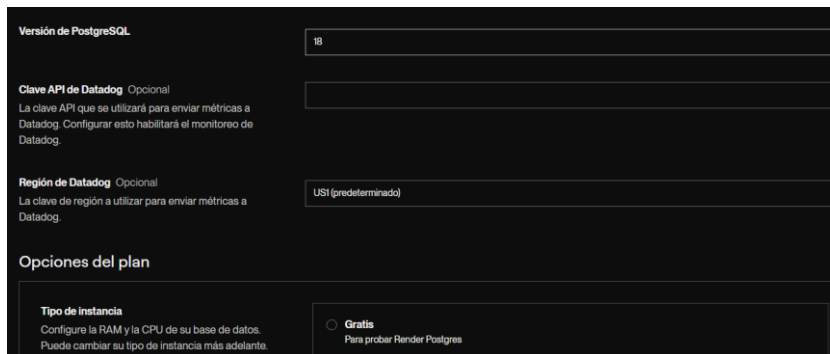 Versión de PostgreSQL
18
Clave API de Datadog Opcional
La clave API que se utilizará para enviar métricas a
Datadog. Configurar esto habilitará el monitoreo de
Datadog.
Región de Datadog Opcional
La clave de región a utilizar para enviar métricas a
Datadog.
US1 (predeterminado)
Opciones del plan
Tipo de instancia
Configure la RAM y la CPU de su base de datos.
Puede cambiar su tipo de instancia más adelante.
Gratis
Para probar Render Postgres